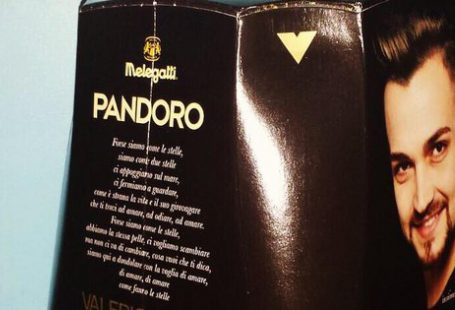 Melegatti
PANDORO
Forse siamo come le stelle,
siamo come due stelle
ci appoggiamo sul mare,
ci fermiamo a guardare,
com'è strana la vita e il suo girovagare
che ti porti ad amare, ad odiare, ad amare.
Forse siamo come le stelle,
abbiamo la stessa pelle, ci vogliamo scambiare
ma non ci va di cambiare, cosa vuoi che ti dica,
siamo qui a dondolare con la voglia di amare,
di amare, di amare
come fanno le stelle
VALERIO